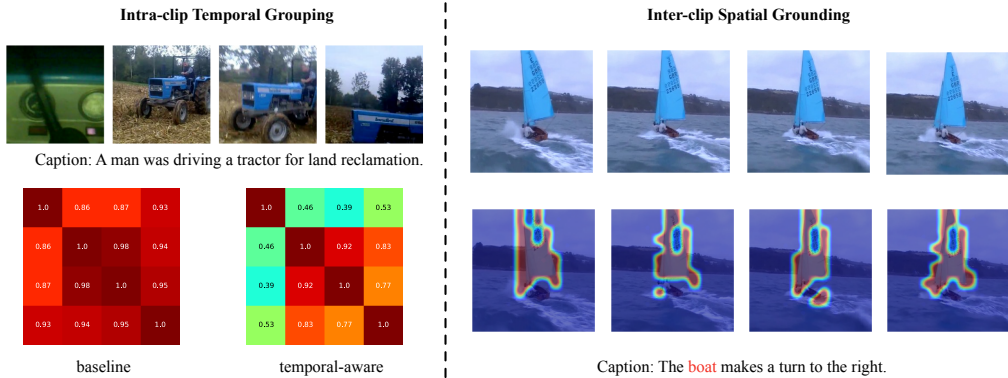 Intra-clip Temporal Grouping
Caption: A man was driving a tractor for land reclamation.
1.0 0.86 0.87 0.93
0.86 1.0 0.98 0.94
0.87 0.98 1.0 0.95
0.93 0.94 0.95 1.0
baseline
1.0 0.46 0.39 0.53
0.46 1.0 0.92 0.83
0.39 0.92 1.0 0.77
0.53 0.83 0.77 1.0
temporal-aware
Inter-clip Spatial Grounding
Caption: The boat makes a turn to the right.